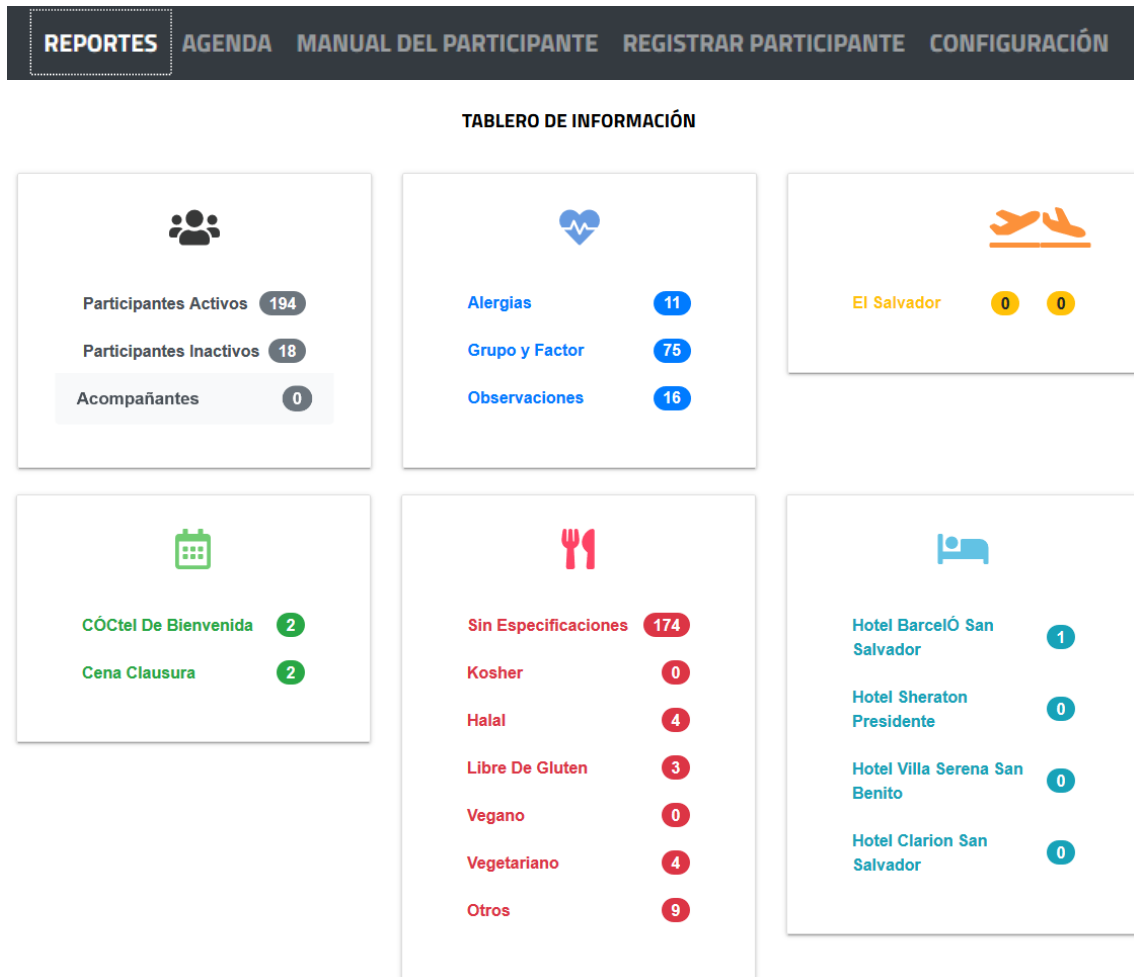 REPORTES AGENDA MANUAL DEL PARTICIPANTE REGISTRAR PARTICIPANTE CONFIGURACIÓN
TABLERO DE INFORMACIÓN
Participantes Activos 194
Participantes Inactivos 18
Acompañantes 0
Alergias 11
Grupo y Factor 75
Observaciones 16
El Salvador 0 0
CÓCtel De Bienvenida 2
Cena Clausura 2
Sin Especificaciones 174
Kosher 0
Halal 4
Libre De Gluten 3
Vegano 0
Vegetariano 4
Otros 9
Hotel BarcelÓ San
Salvador 1
Hotel Sheraton
Presidente 0
Hotel Villa Serena San
Benito 0
Hotel Clarion San
Salvador 0